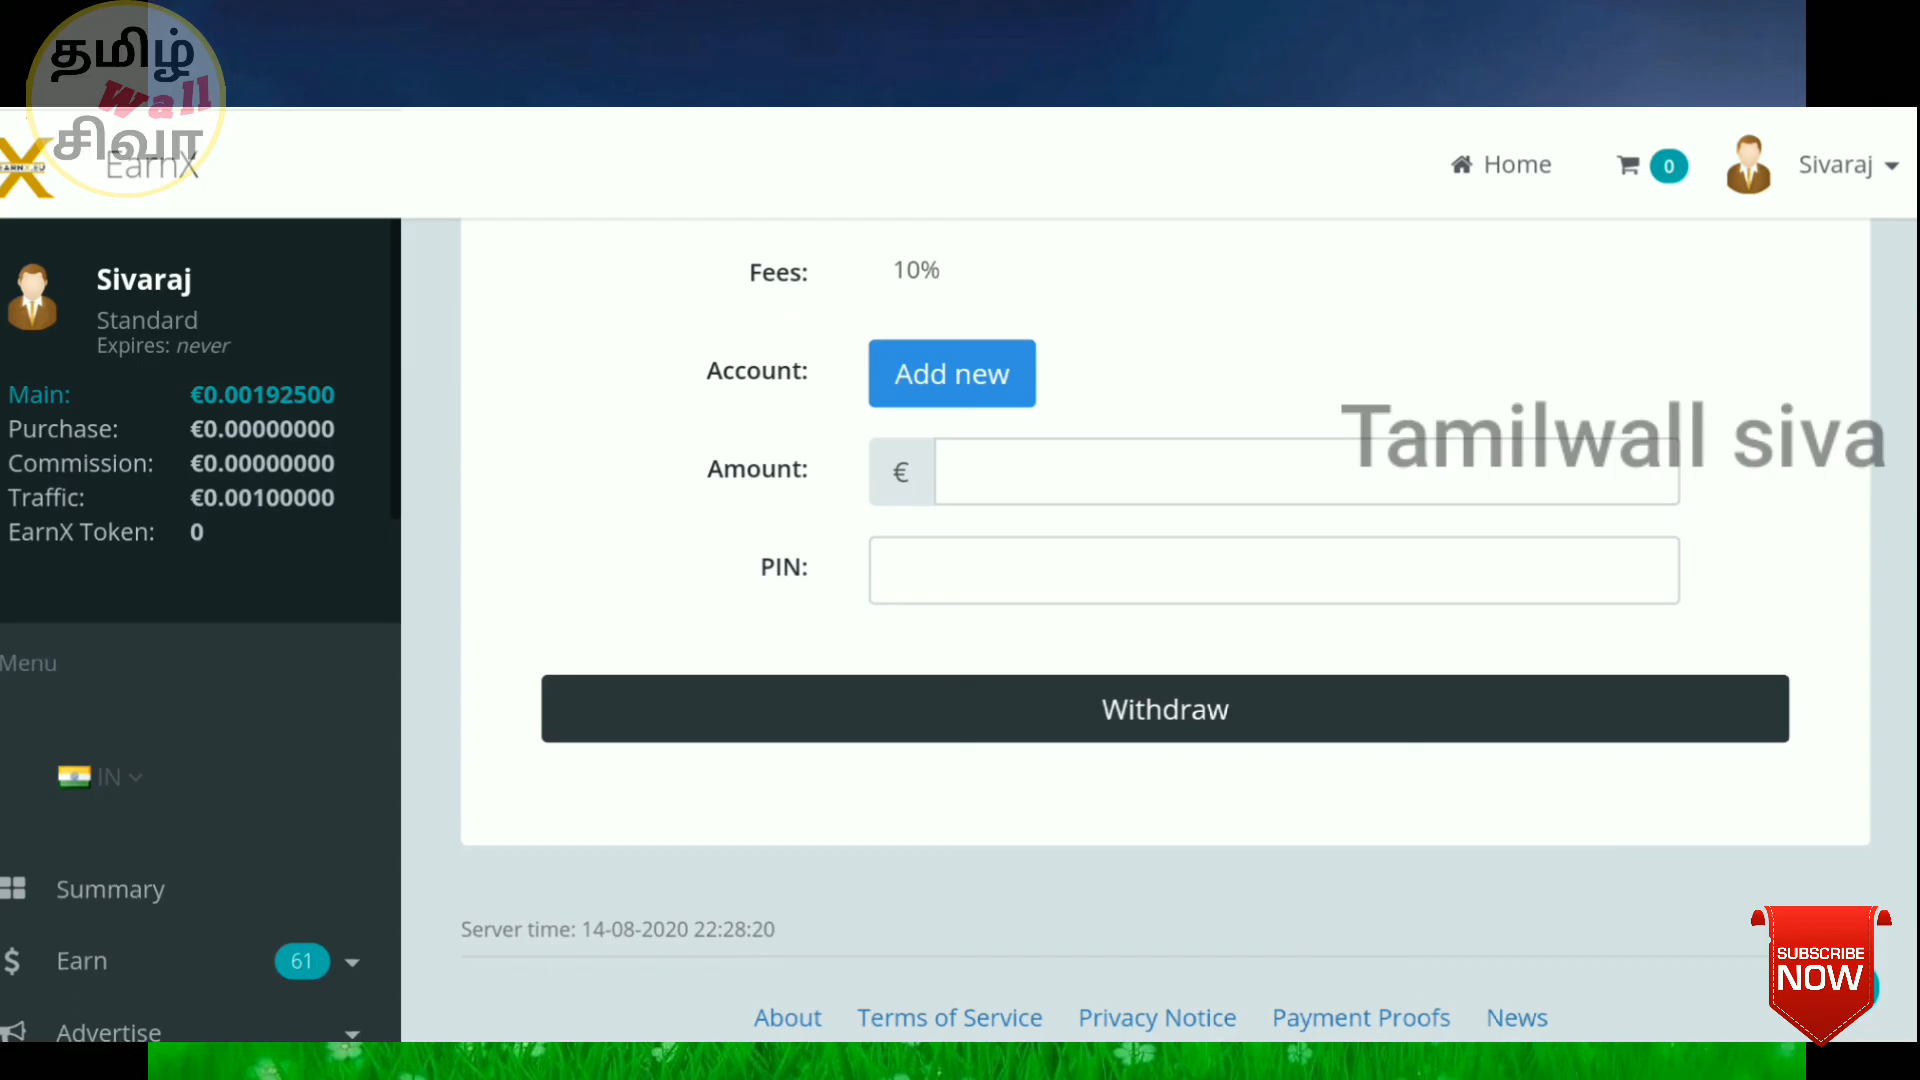 தமிழ்
wall
சிவா
EARNX.EU
EarnX
Home
0
Sivaraj
Sivaraj
Standard
Expires: never
Main: €0.00192500
Purchase: €0.00000000
Commission: €0.00000000
Traffic: €0.00100000
EarnX Token: 0
Menu
IN
Summary
Earn 61
Advertise
Fees: 10%
Account: Add new
Tamilwall siva
Amount: €
PIN:
Withdraw
Server time: 14-08-2020 22:28:20
About Terms of Service Privacy Notice Payment Proofs News
SUBSCRIBE
NOW